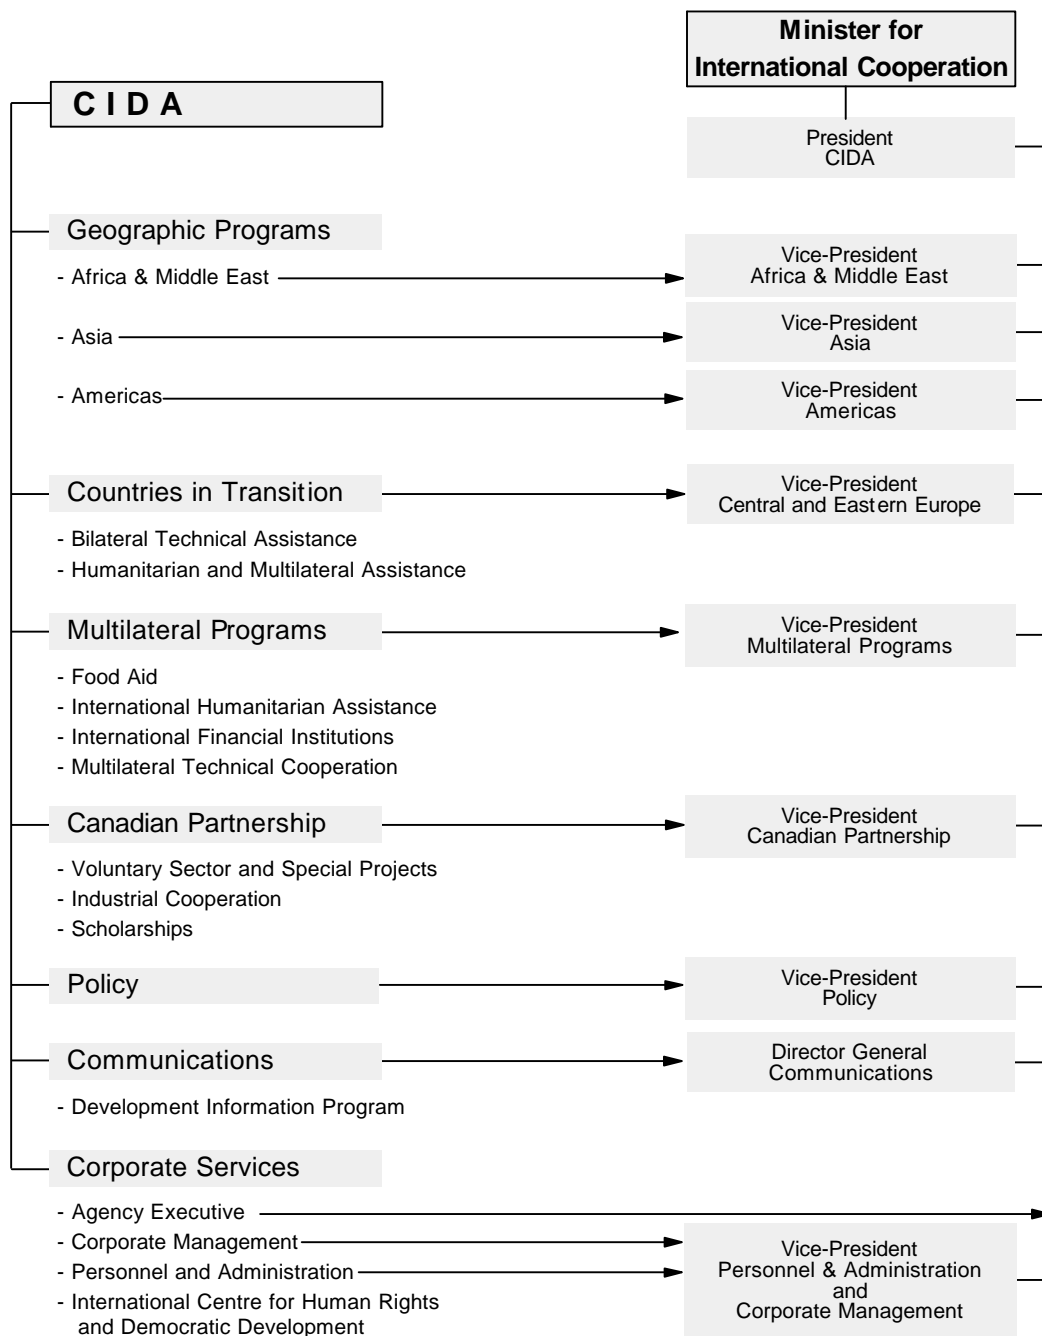 Minister for
International Cooperation
C I D A
President
CIDA
Geographic Programs
- Africa & Middle East
Vice-President
Africa & Middle East
- Asia
Vice-President
Asia
- Americas
Vice-President
Americas
Countries in Transition
Vice-President
Central and Eastern Europe
- Bilateral Technical Assistance
- Humanitarian and Multilateral Assistance
Multilateral Programs
Vice-President
Multilateral Programs
- Food Aid
- International Humanitarian Assistance
- International Financial Institutions
- Multilateral Technical Cooperation
Canadian Partnership
Vice-President
Canadian Partnership
- Voluntary Sector and Special Projects
- Industrial Cooperation
- Scholarships
Policy
Vice-President
Policy
Communications
Director General
Communications
- Development Information Program
Corporate Services
- Agency Executive
- Corporate Management
- Personnel and Administration
- International Centre for Human Rights
and Democratic Development
Vice-President
Personnel & Administration
and
Corporate Management